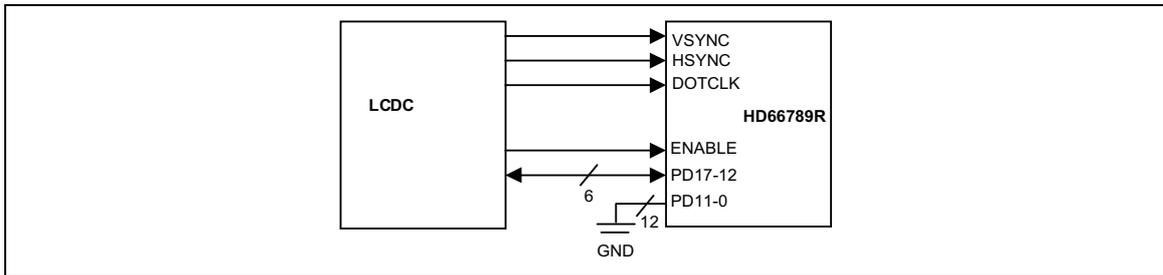 VSYNC
HSYNC
DOTCLK
LCDC
HD66789R
ENABLE
PD17-12
6
PD11-0
12
GND